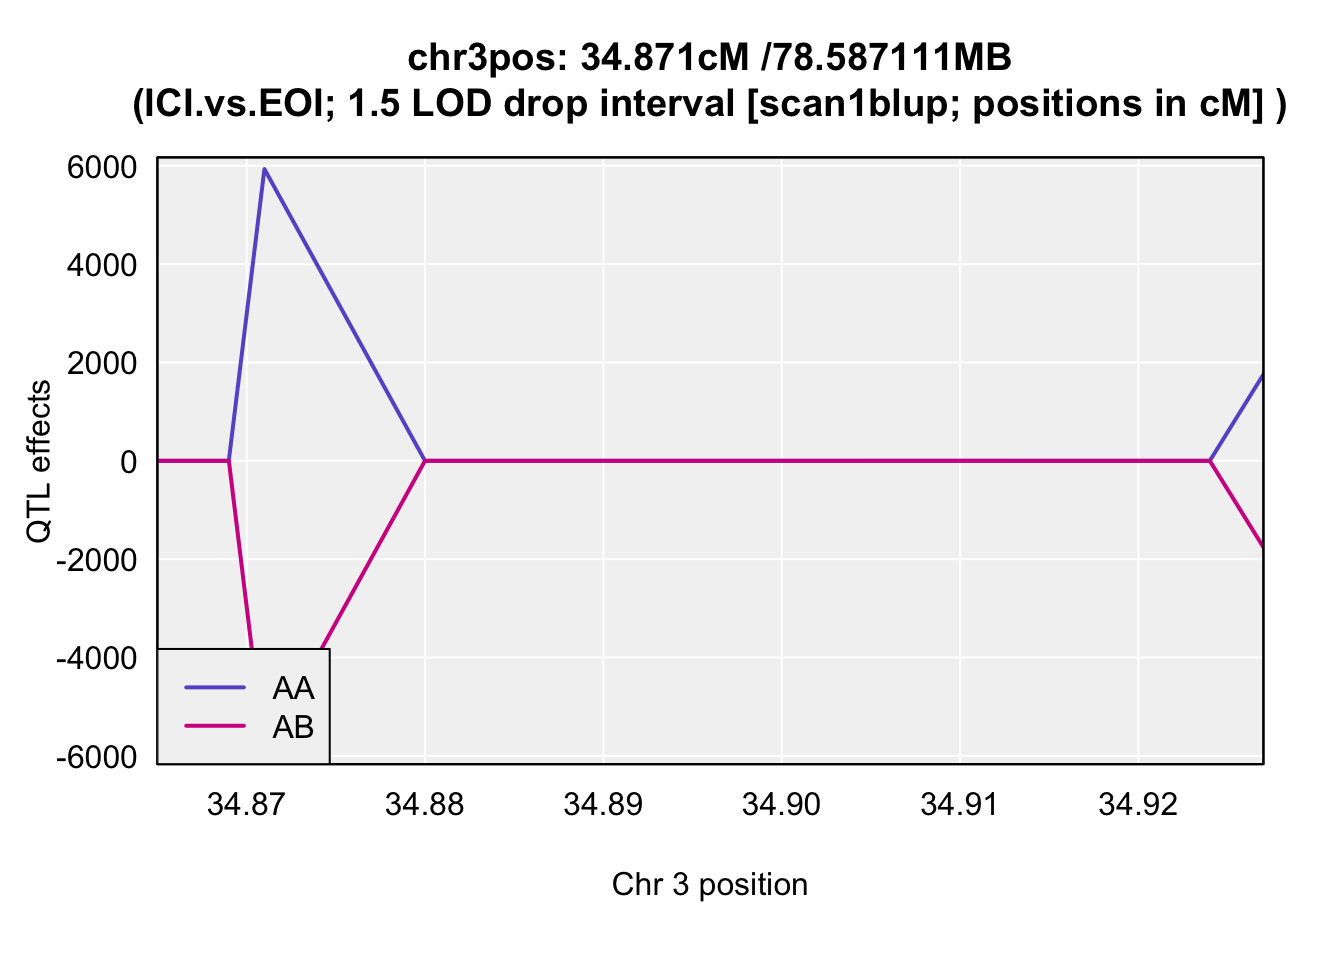 chr3pos: 34.871cM /78.587111MB
(ICI.vs.EOI; 1.5 LOD drop interval [scan1blup; positions in cM] )
6000
4000
2000
0
-2000
-4000
-6000
QTL effects
AA
AB
34.87 34.88 34.89 34.90 34.91 34.92
Chr 3 position